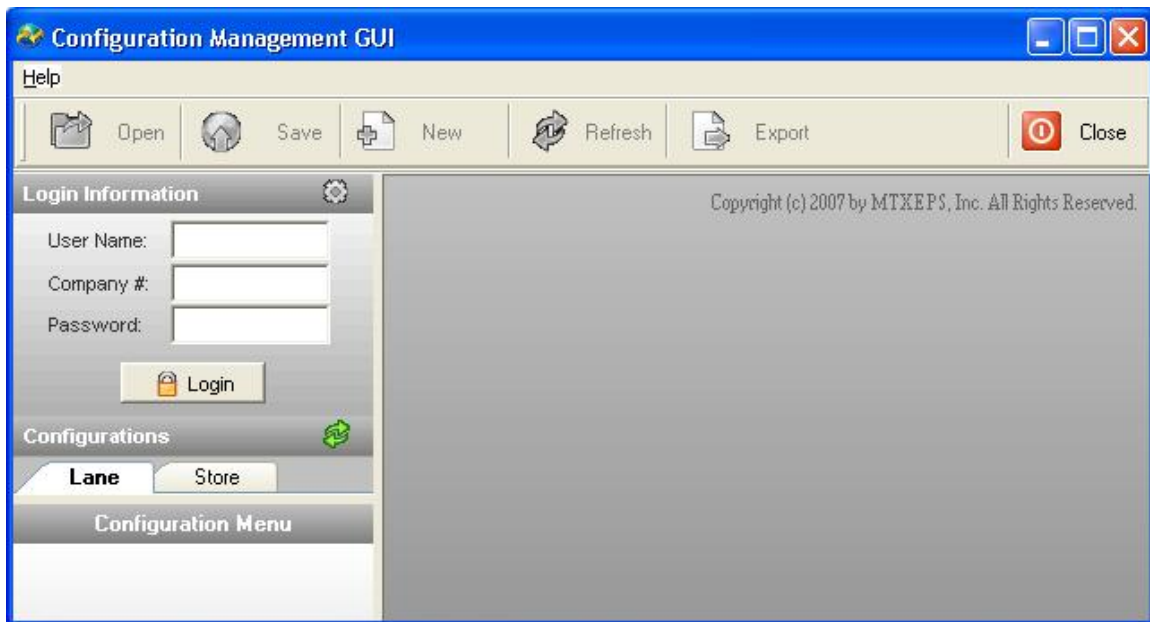 Configuration Management GUI
Help
Open Save New Refresh Export Close
Login Information
Copyright (c) 2007 by MTXEPS, Inc. All Rights Reserved.
User Name:
Company #:
Password:
Login
Configurations
Lane Store
Configuration Menu